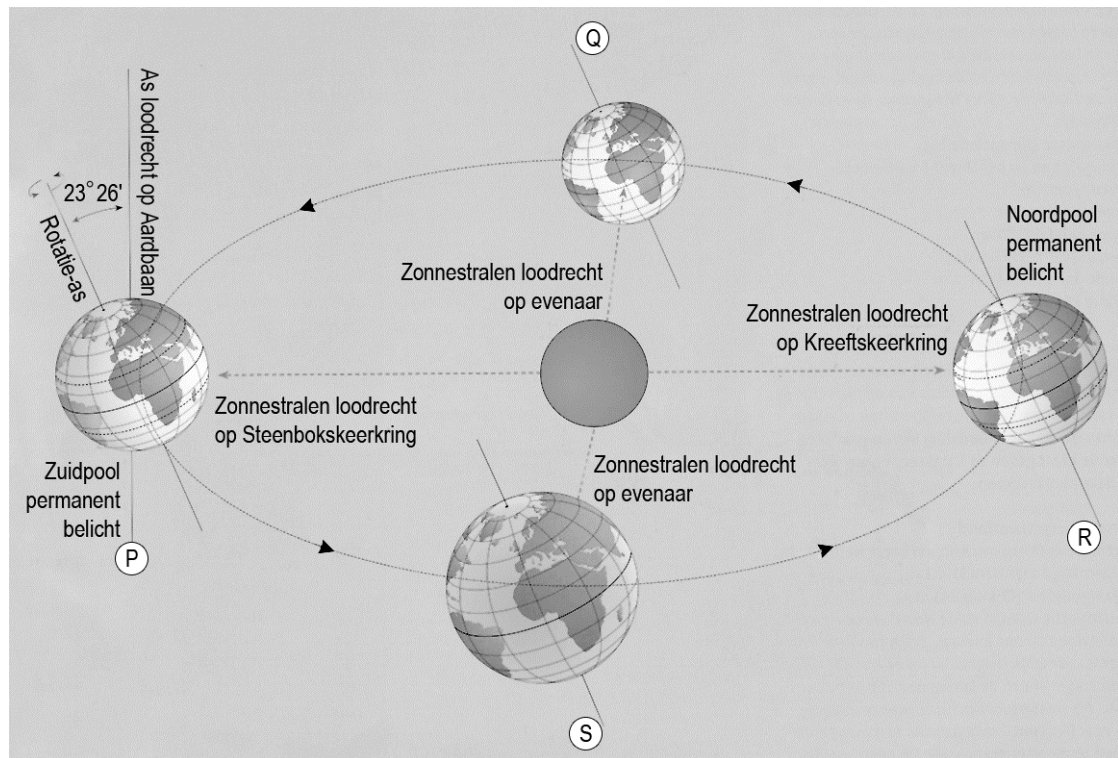 Q
As loodrecht op Aardbaan
23° 26'
Rotatie-as
Noordpool
permanent
belicht
Zonnestralen loodrecht
op evenaar
Zonnestralen loodrecht
op Kreeftskeerkring
Zonnestralen loodrecht
op Steenbokskeerkring
Zonnestralen loodrecht
op evenaar
Zuidpool
permanent
belicht
P
R
S